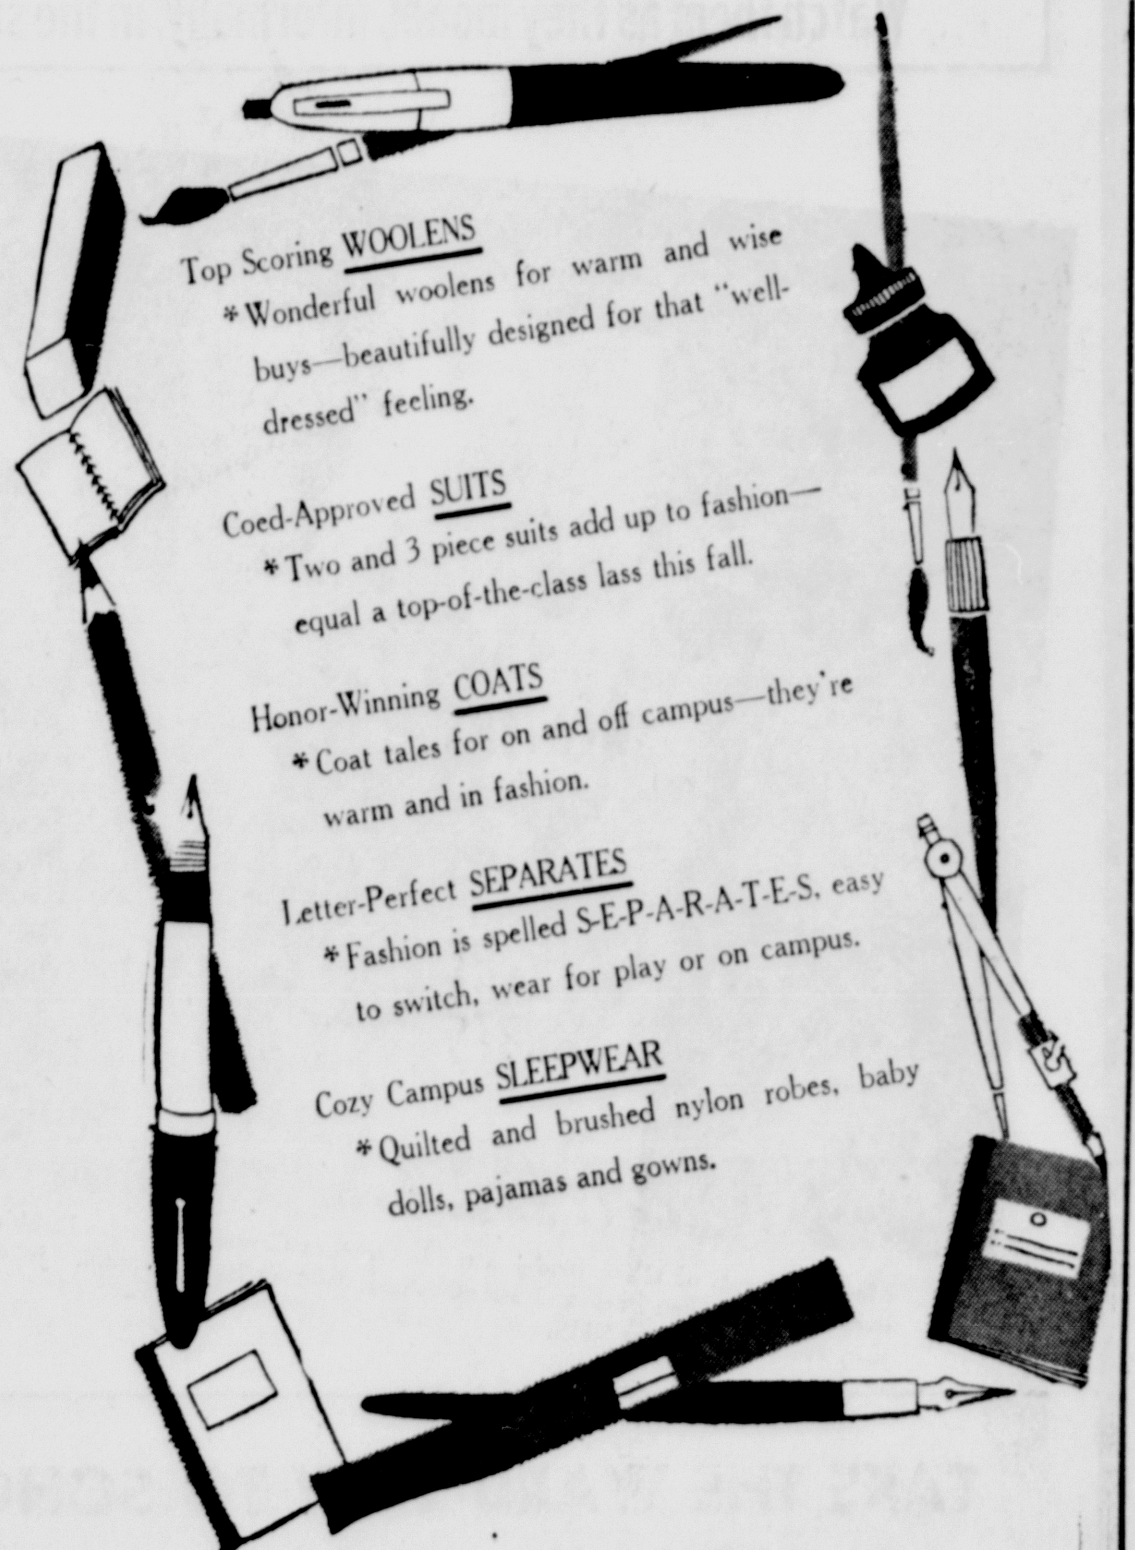 Top Scoring WOOLENS
*Wonderful woolens for warm and wise
buys—beautifully designed for that "well-
dressed" feeling.
Coed-Approved SUITS
*Two and 3 piece suits add up to fashion—
equal a top-of-the-class lass this fall.
Honor-Winning COATS
*Coat tales for on and off campus—they're
warm and in fashion.
Letter-Perfect SEPARATES
*Fashion is spelled S-E-P-A-R-A-T-E-S, easy
to switch, wear for play or on campus.
Cozy Campus SLEEPWEAR
*Quilted and brushed nylon robes, baby
dolls, pajamas and gowns.